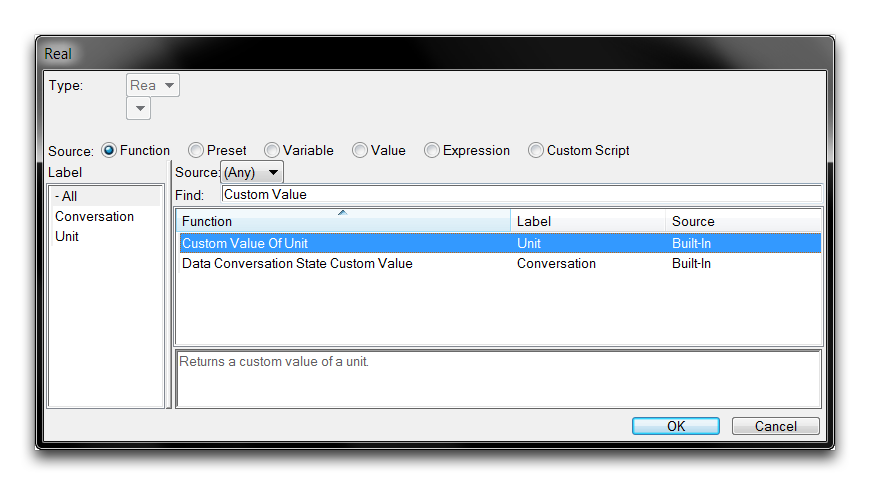 Real
Type: Rea
Source: Function Preset Variable Value Expression Custom Script
Label
Source: (Any)
- All
Find: Custom Value
Conversation
Function Label Source
Unit
Custom Value Of Unit Unit Built-In
Data Conversation State Custom Value Conversation Built-In
Returns a custom value of a unit.
OK Cancel